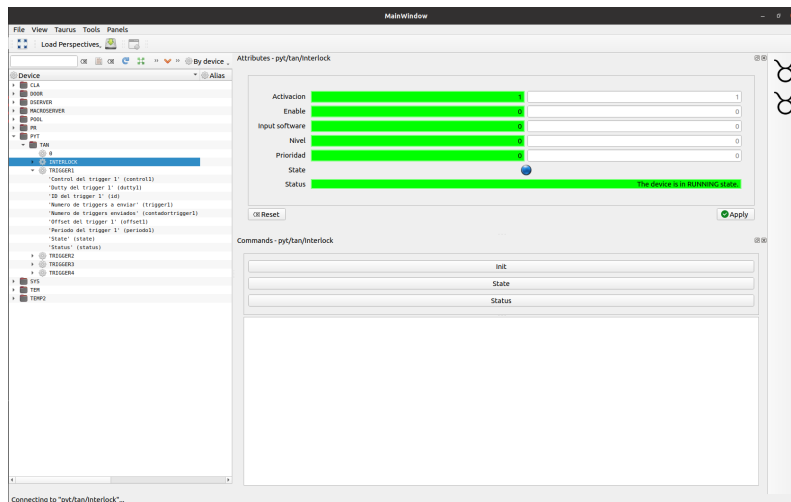 MainWindow
File View Taurus Tools Panels
Load Perspectives,
By device
Attributes - pyt/tan/Interlock
Device
Alias
CLA
DOOR
DSERVER
MACROSERVER
POOL
PM
PYT
TAN
0
INTERLOCK
TRIGGER1
'Control del trigger 1' (control1)
'Dutty del trigger 1' (dutty1)
'ID del trigger 1' (id)
'Numero de triggers a enviar' (trigger1)
'Numero de triggers enviados' (contadortrigger1)
'Offset del trigger 1' (offset1)
'Periodo del trigger 1' (periodo1)
'State' (state)
'Status' (status)
TRIGGER2
TRIGGER3
TRIGGER4
SYS
TEM
TEMP2
Activacion 1 1
Enable 0 0
Input software 0 0
Nivel 0 0
Prioridad 0 0
State
Status The device is in RUNNING state.
Reset
Apply
Commands - pyt/tan/Interlock
Init
State
Status
Connecting to "pyt/tan/Interlock"...